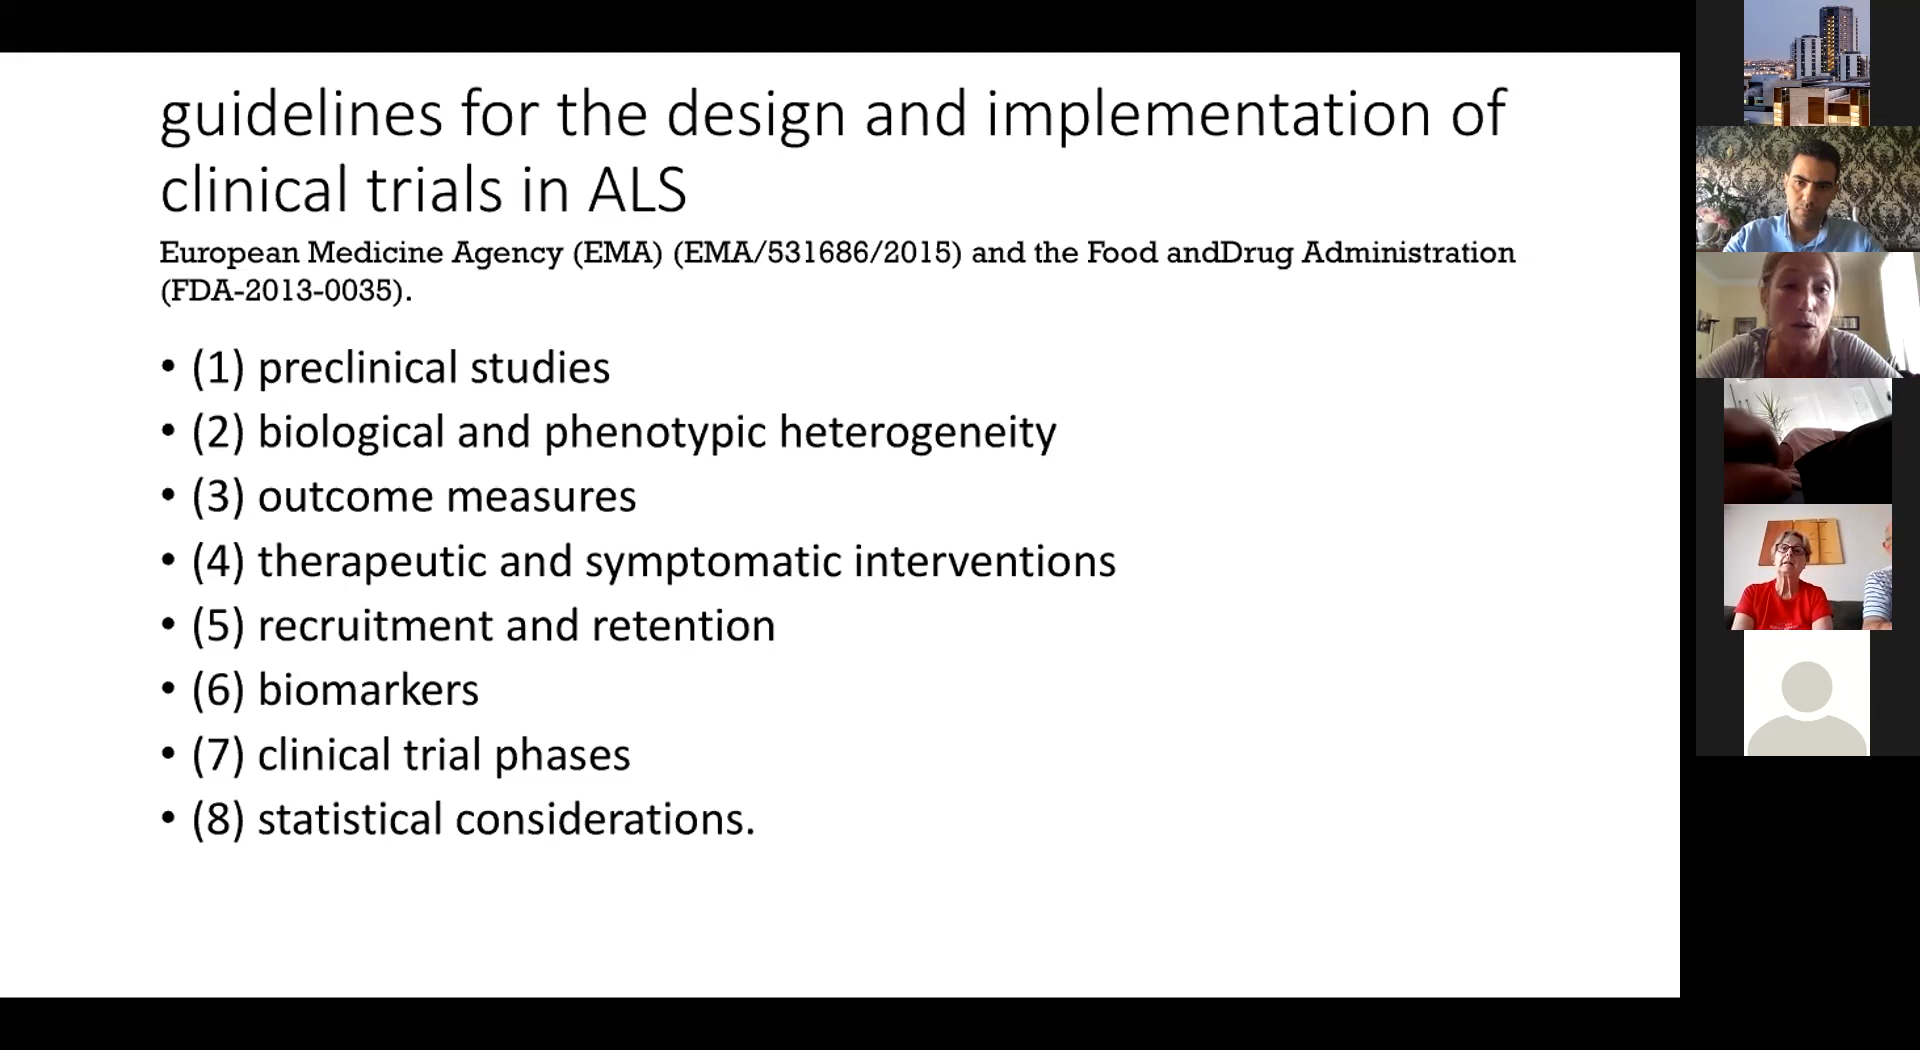 guidelines for the design and implementation of
clinical trials in ALS
European Medicine Agency (EMA) (EMA/531686/2015) and the Food andDrug Administration
(FDA-2013-0035).
• (1) preclinical studies
• (2) biological and phenotypic heterogeneity
• (3) outcome measures
• (4) therapeutic and symptomatic interventions
• (5) recruitment and retention
• (6) biomarkers
• (7) clinical trial phases
• (8) statistical considerations.